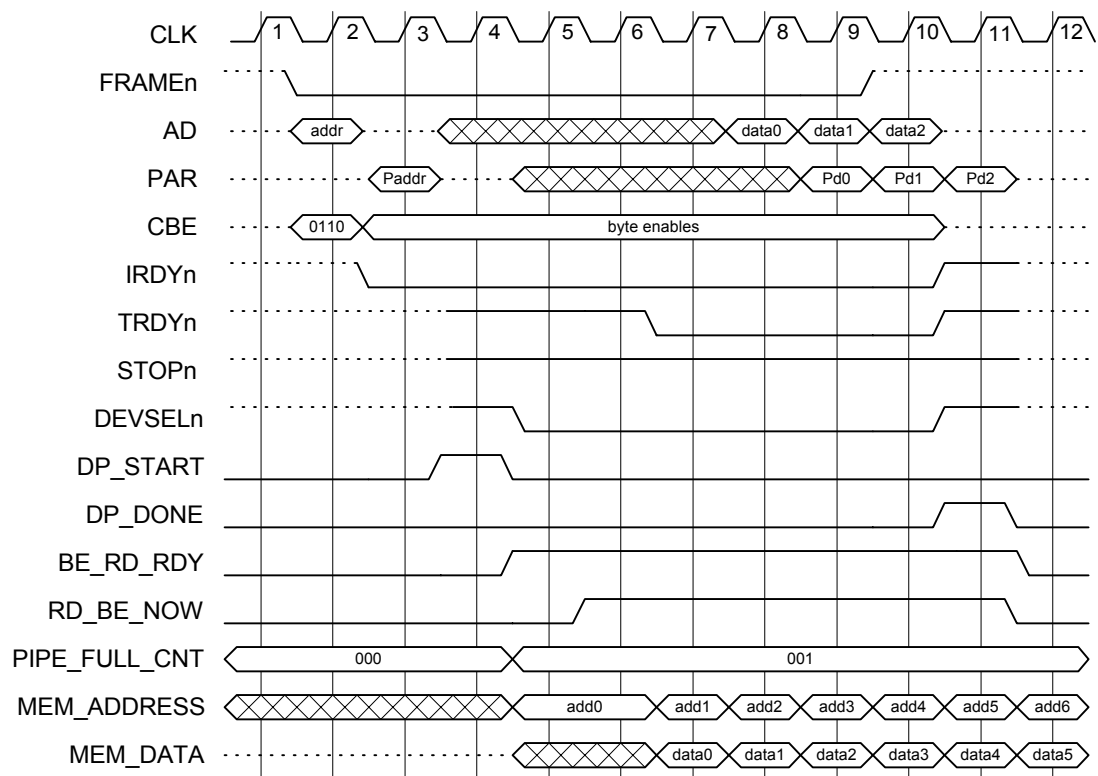 CLK 1 2 3 4 5 6 7 8 9 10 11 12
FRAMEn
AD addr data0 data1 data2
PAR Paddr Pd0 Pd1 Pd2
CBE 0110 byte enables
IRDYn
TRDYn
STOPn
DEVSELn
DP_START
DP_DONE
BE_RD_RDY
RD_BE_NOW
PIPE_FULL_CNT 000 001
MEM_ADDRESS add0 add1 add2 add3 add4 add5 add6
MEM_DATA data0 data1 data2 data3 data4 data5